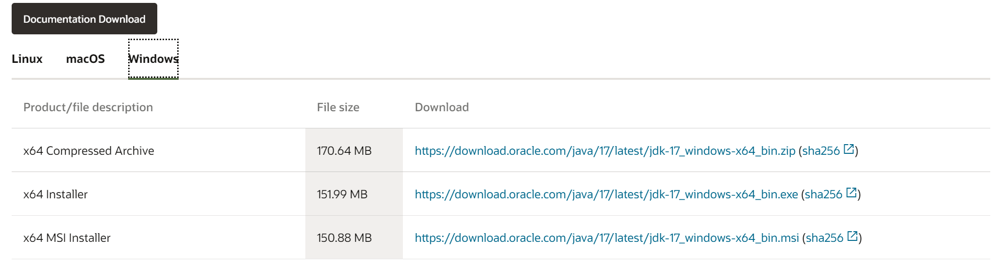 Documentation Download
Linux macOS Windows
Product/file description File size Download
x64 Compressed Archive 170.64 MB https://download.oracle.com/java/17/latest/jdk-17_windows-x64_bin.zip (sha256)
x64 Installer 151.99 MB https://download.oracle.com/java/17/latest/jdk-17_windows-x64_bin.exe (sha256)
x64 MSI Installer 150.88 MB https://download.oracle.com/java/17/latest/jdk-17_windows-x64_bin.msi (sha256)